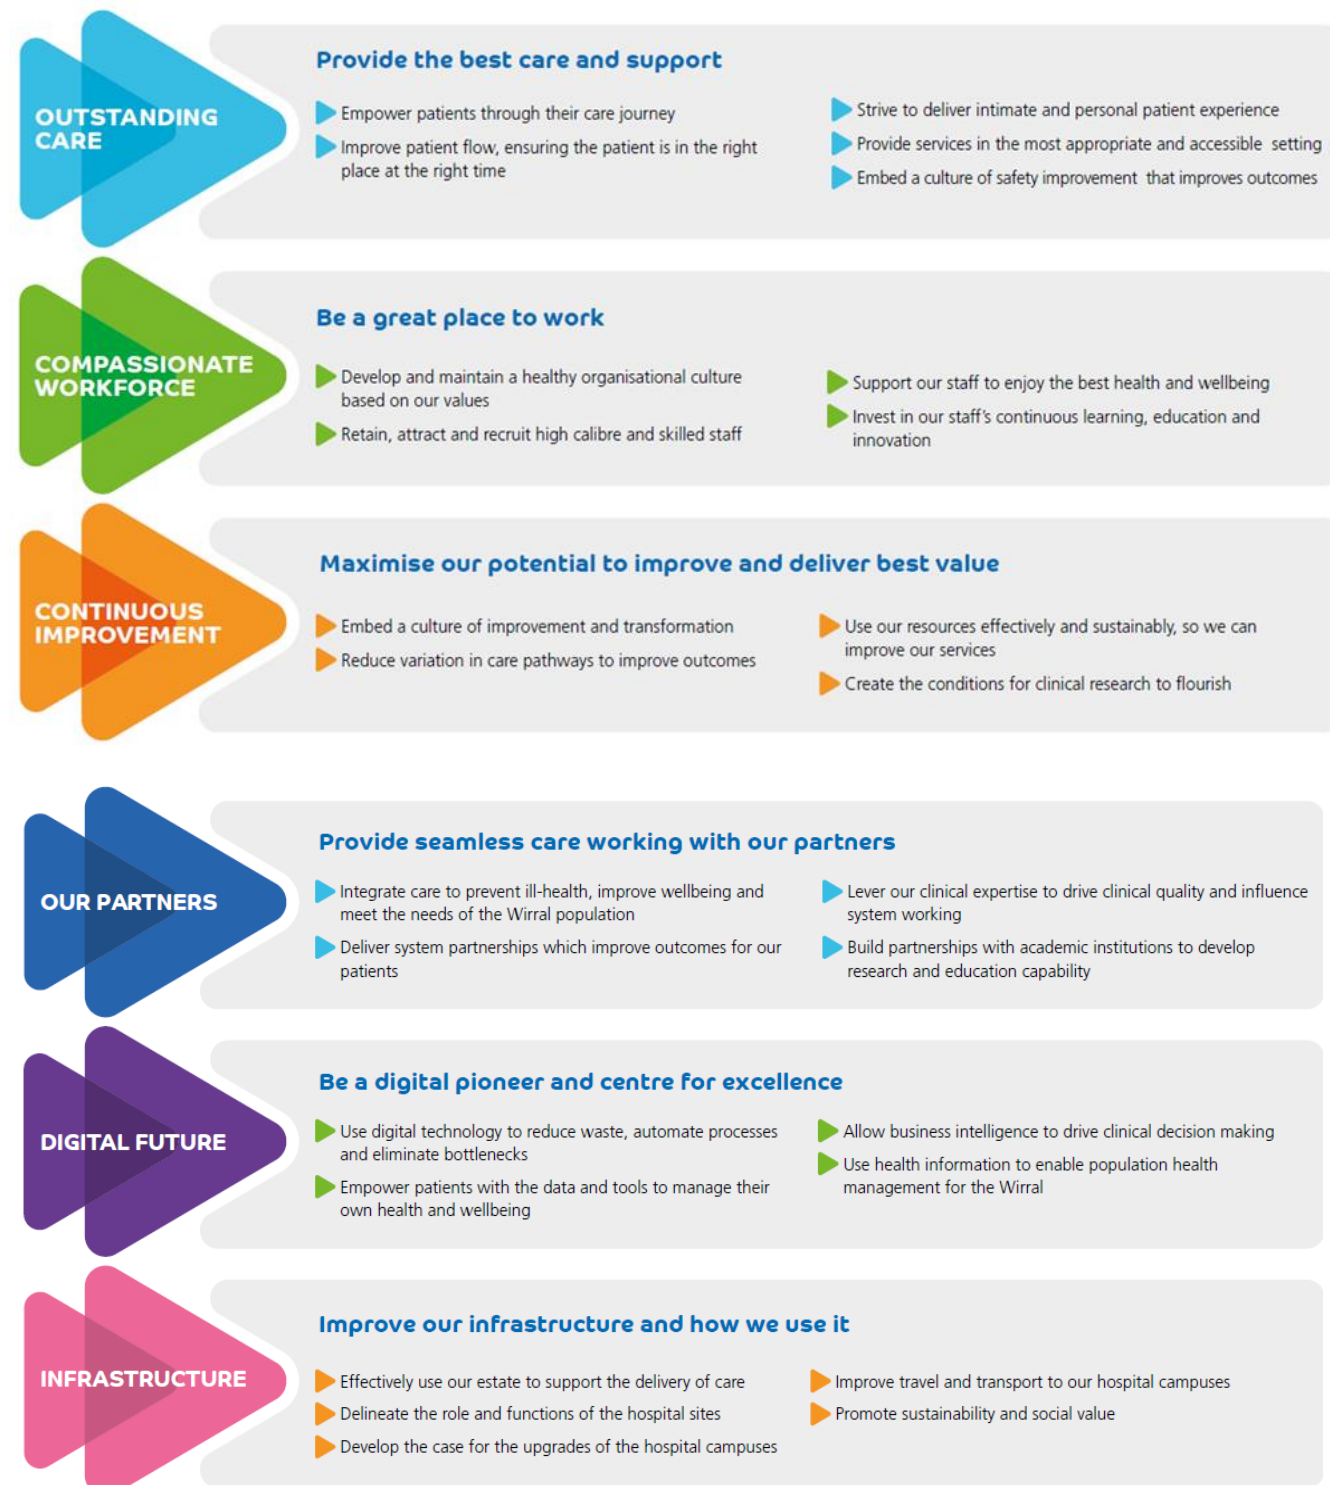 OUTSTANDING
CARE
Provide the best care and support
Empower patients through their care journey
Improve patient flow, ensuring the patient is in the right
place at the right time
Strive to deliver intimate and personal patient experience
Provide services in the most appropriate and accessible setting
Embed a culture of safety improvement that improves outcomes
COMPASSIONATE
WORKFORCE
Be a great place to work
Develop and maintain a healthy organisational culture
based on our values
Retain, attract and recruit high calibre and skilled staff
Support our staff to enjoy the best health and wellbeing
Invest in our staff's continuous learning, education and
innovation
CONTINUOUS
IMPROVEMENT
Maximise our potential to improve and deliver best value
Embed a culture of improvement and transformation
Reduce variation in care pathways to improve outcomes
Use our resources effectively and sustainably, so we can
improve our services
Create the conditions for clinical research to flourish
OUR PARTNERS
Provide seamless care working with our partners
Integrate care to prevent ill-health, improve wellbeing and
meet the needs of the Wirral population
Deliver system partnerships which improve outcomes for our
patients
Lever our clinical expertise to drive clinical quality and influence
system working
Build partnerships with academic institutions to develop
research and education capability
DIGITAL FUTURE
Be a digital pioneer and centre for excellence
Use digital technology to reduce waste, automate processes
and eliminate bottlenecks
Empower patients with the data and tools to manage their
own health and wellbeing
Allow business intelligence to drive clinical decision making
Use health information to enable population health
management for the Wirral
INFRASTRUCTURE
Improve our infrastructure and how we use it
Effectively use our estate to support the delivery of care
Delineate the role and functions of the hospital sites
Develop the case for the upgrades of the hospital campuses
Improve travel and transport to our hospital campuses
Promote sustainability and social value